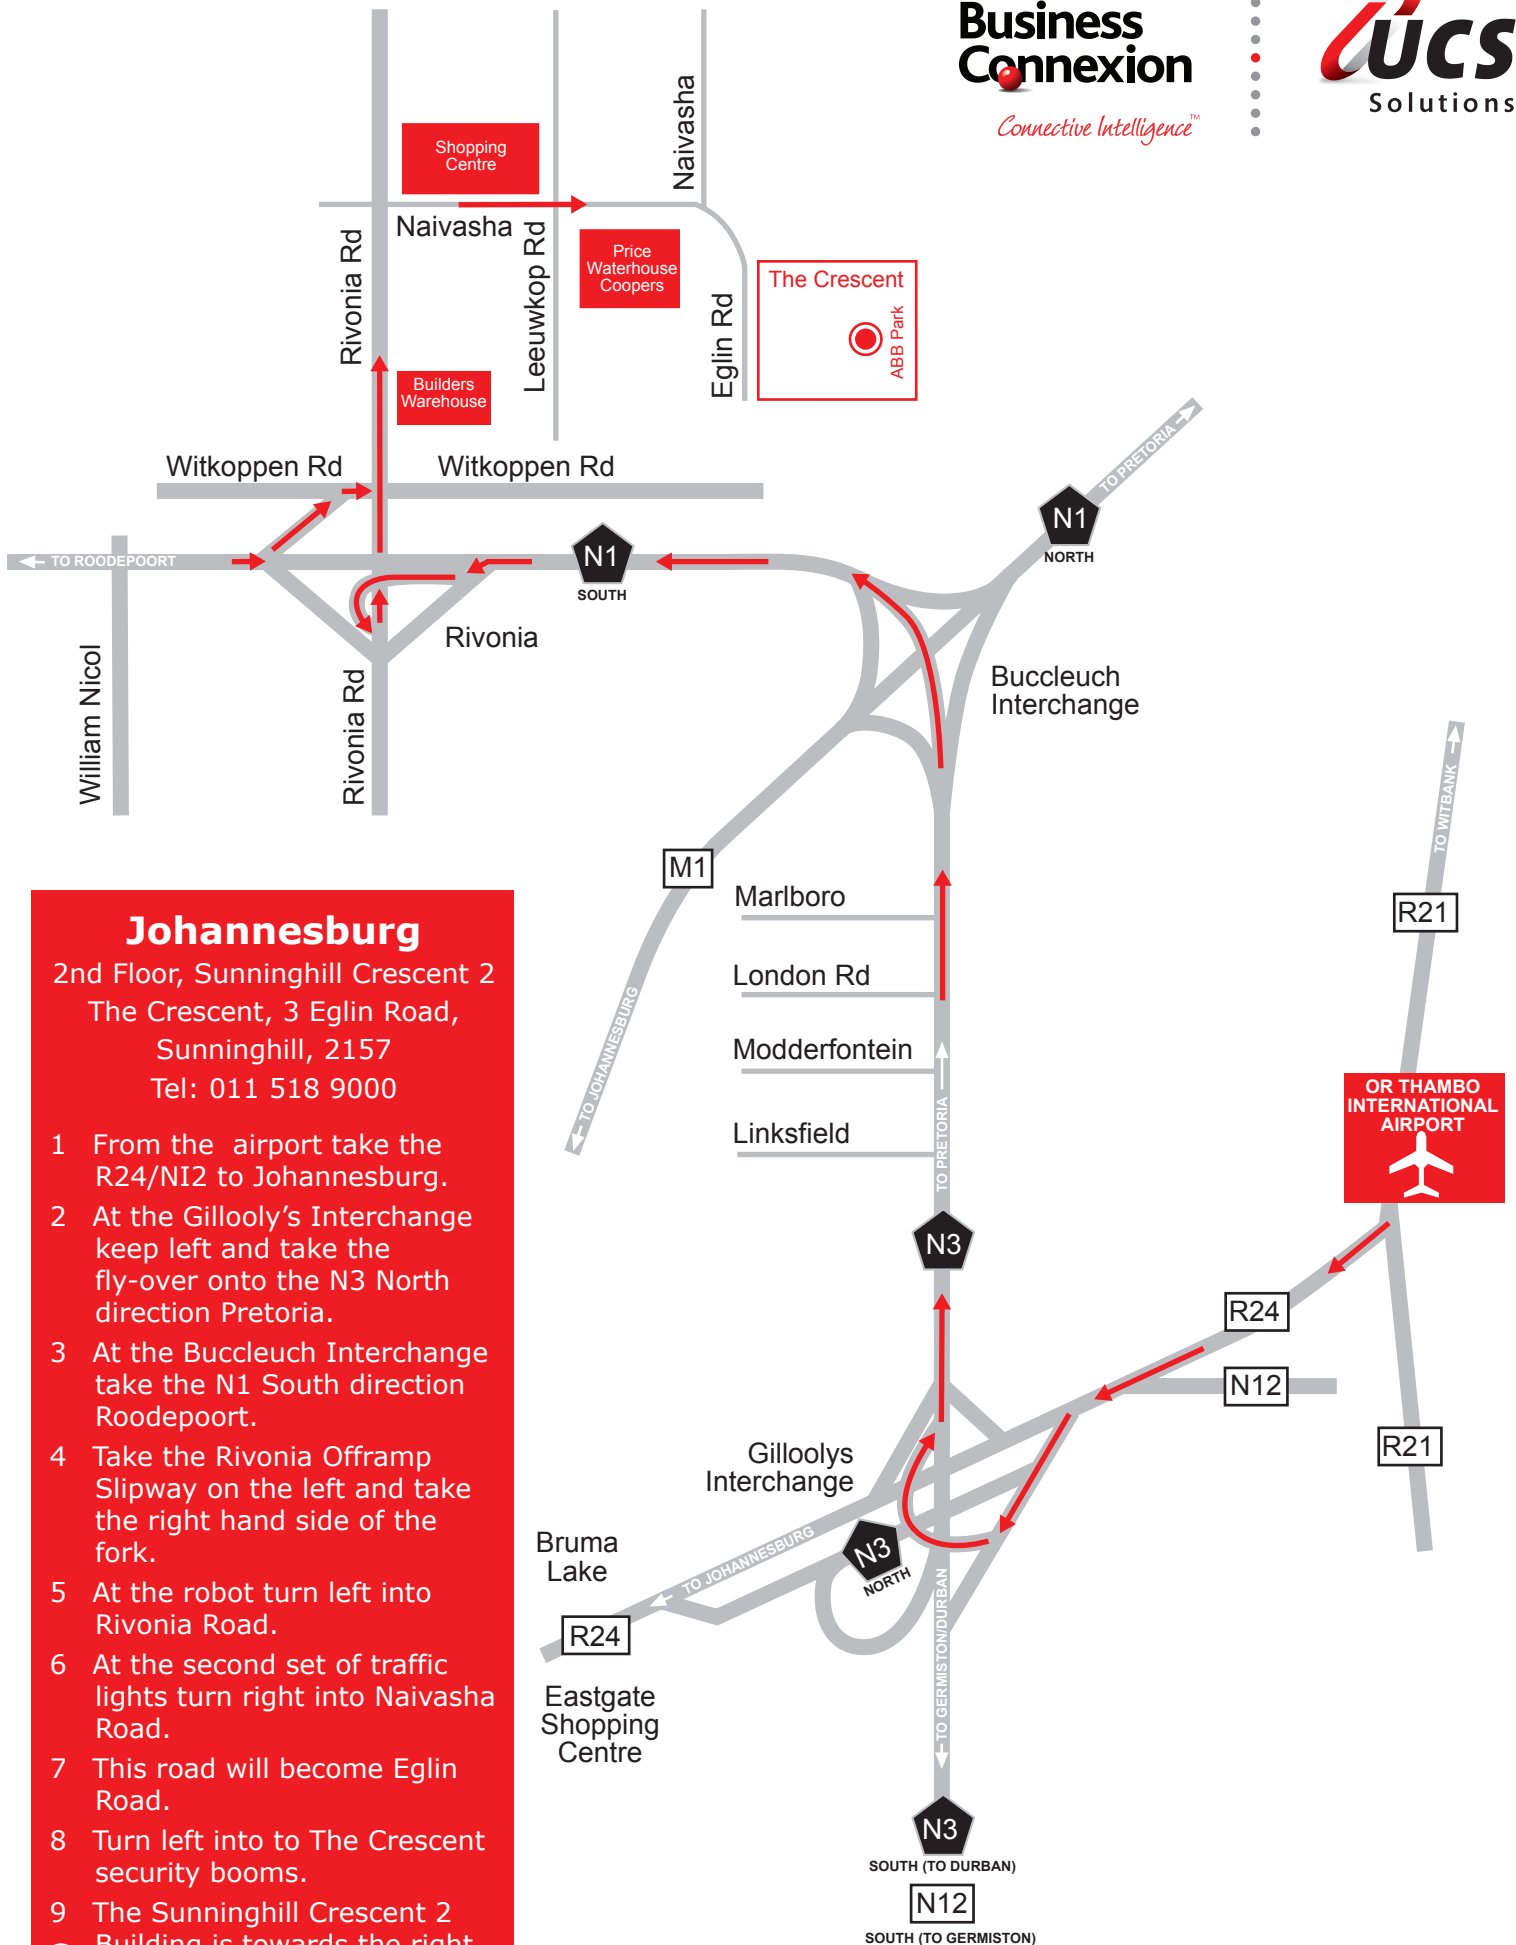 Business
Connexion
Connective Intelligence™
UCS
Solutions
Shopping
Centre
Naivasha
Naivasha
Rivonia Rd
Leeuwkop Rd
Price
Waterhouse
Coopers
The Crescent
ABB Park
Eglin Rd
Builders
Warehouse
Witkoppen Rd
Witkoppen Rd
TO PRETORIA
N1
NORTH
TO ROODEPOORT
N1
SOUTH
Rivonia
William Nicol
Rivonia Rd
Buccleuch
Interchange
TO WITBANK
M1
Marlboro
R21
London Rd
TO JOHANNESBURG
Modderfontein
TO PRETORIA
Linksfield
OR THAMBO
INTERNATIONAL
AIRPORT
N3
R24
N12
R21
Gilloolys
Interchange
Bruma
Lake
TO JOHANNESBURG
N3
NORTH
R24
TO GERMISTON/DURBAN
Eastgate
Shopping
Centre
N3
SOUTH (TO DURBAN)
N12
SOUTH (TO GERMISTON)
Johannesburg
2nd Floor, Sunninghill Crescent 2
The Crescent, 3 Eglin Road,
Sunninghill, 2157
Tel: 011 518 9000
1 From the airport take the
R24/NI2 to Johannesburg.
2 At the Gillooly’s Interchange
keep left and take the
fly-over onto the N3 North
direction Pretoria.
3 At the Buccleuch Interchange
take the N1 South direction
Roodepoort.
4 Take the Rivonia Offramp
Slipway on the left and take
the right hand side of the
fork.
5 At the robot turn left into
Rivonia Road.
6 At the second set of traffic
lights turn right into Naivasha
Road.
7 This road will become Eglin
Road.
8 Turn left into to The Crescent
security booms.
9 The Sunninghill Crescent 2
Building is towards the right